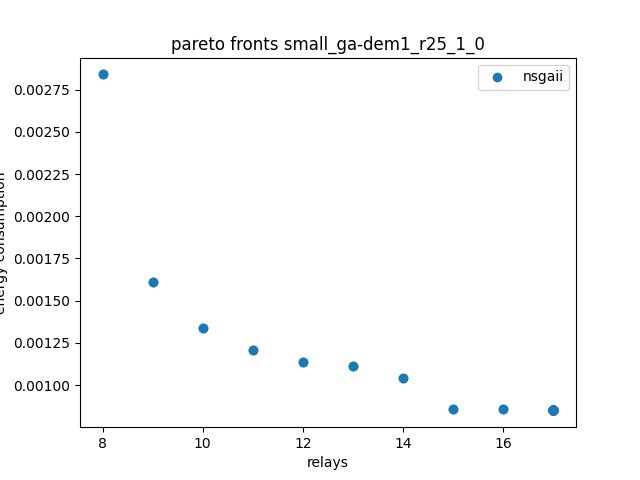 pareto fronts small_ga-dem1_r25_1_0
nsgaii
0.00275
0.00250
0.00225
0.00200
0.00175
0.00150
0.00125
0.00100
energy consumption
8 10 12 14 16
relays